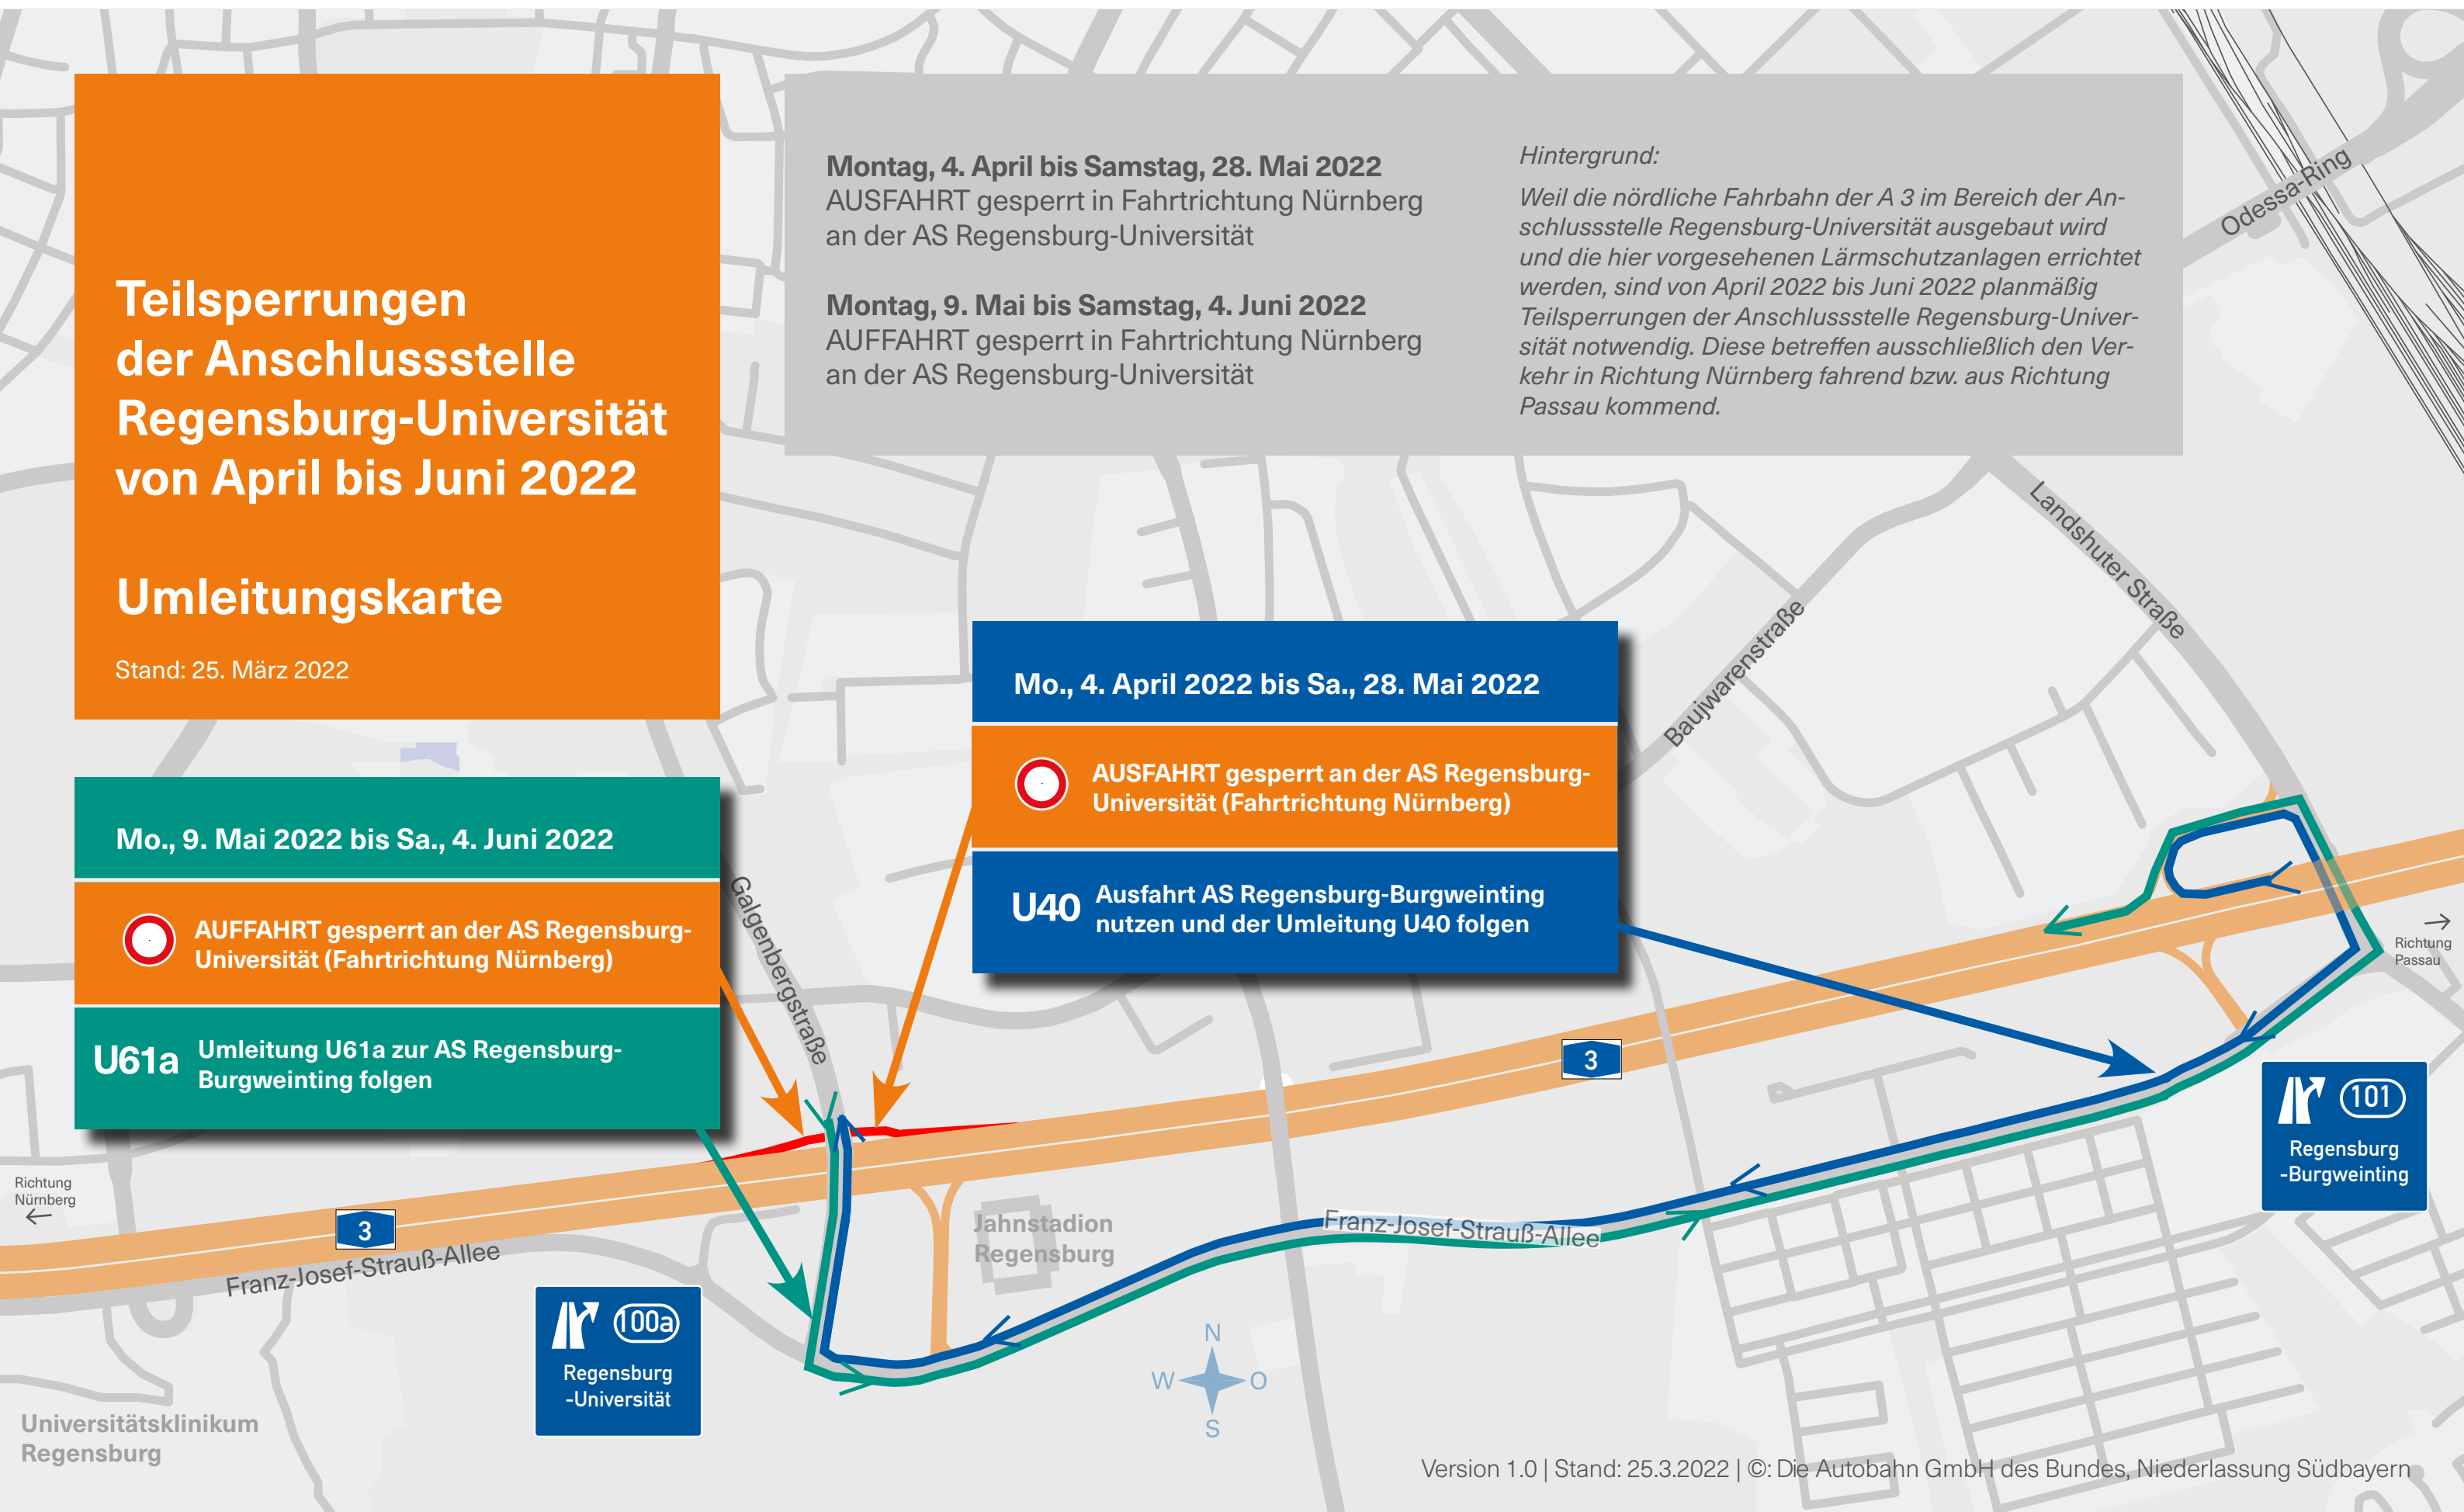 Teilsperrungen
der Anschlussstelle
Regensburg-Universität
von April bis Juni 2022
Umleitungskarte
Stand: 25. März 2022
Montag, 4. April bis Samstag, 28. Mai 2022
AUSFAHRT gesperrt in Fahrtrichtung Nürnberg
an der AS Regensburg-Universität
Montag, 9. Mai bis Samstag, 4. Juni 2022
AUFFAHRT gesperrt in Fahrtrichtung Nürnberg
an der AS Regensburg-Universität
Hintergrund:
Weil die nördliche Fahrbahn der A 3 im Bereich der An-
schlussstelle Regensburg-Universität ausgebaut wird
und die hier vorgesehenen Lärmschutzanlagen errichtet
werden, sind von April 2022 bis Juni 2022 planmäßig
Teilsperrungen der Anschlussstelle Regensburg-Univer-
sität notwendig. Diese betreffen ausschließlich den Ver-
kehr in Richtung Nürnberg fahrend bzw. aus Richtung
Passau kommend.
Odessa-Ring
Landshuter Straße
Baujwarenstraße
Mo., 4. April 2022 bis Sa., 28. Mai 2022
AUSFAHRT gesperrt an der AS Regensburg-
Universität (Fahrtrichtung Nürnberg)
U40
Ausfahrt AS Regensburg-Burgweinting
nutzen und der Umleitung U40 folgen
Mo., 9. Mai 2022 bis Sa., 4. Juni 2022
AUFFAHRT gesperrt an der AS Regensburg-
Universität (Fahrtrichtung Nürnberg)
U61a
Umleitung U61a zur AS Regensburg-
Burgweinting folgen
Galgenbergstraße
Richtung
Passau
3
101
Regensburg
-Burgweinting
Richtung
Nürnberg
3
Franz-Josef-Strauß-Allee
Jahnstadion
Regensburg
Franz-Josef-Strauß-Allee
100a
Regensburg
-Universität
N
W
O
S
Universitätsklinikum
Regensburg
Version 1.0 | Stand: 25.3.2022 | ©: Die Autobahn GmbH des Bundes, Niederlassung Südbayern